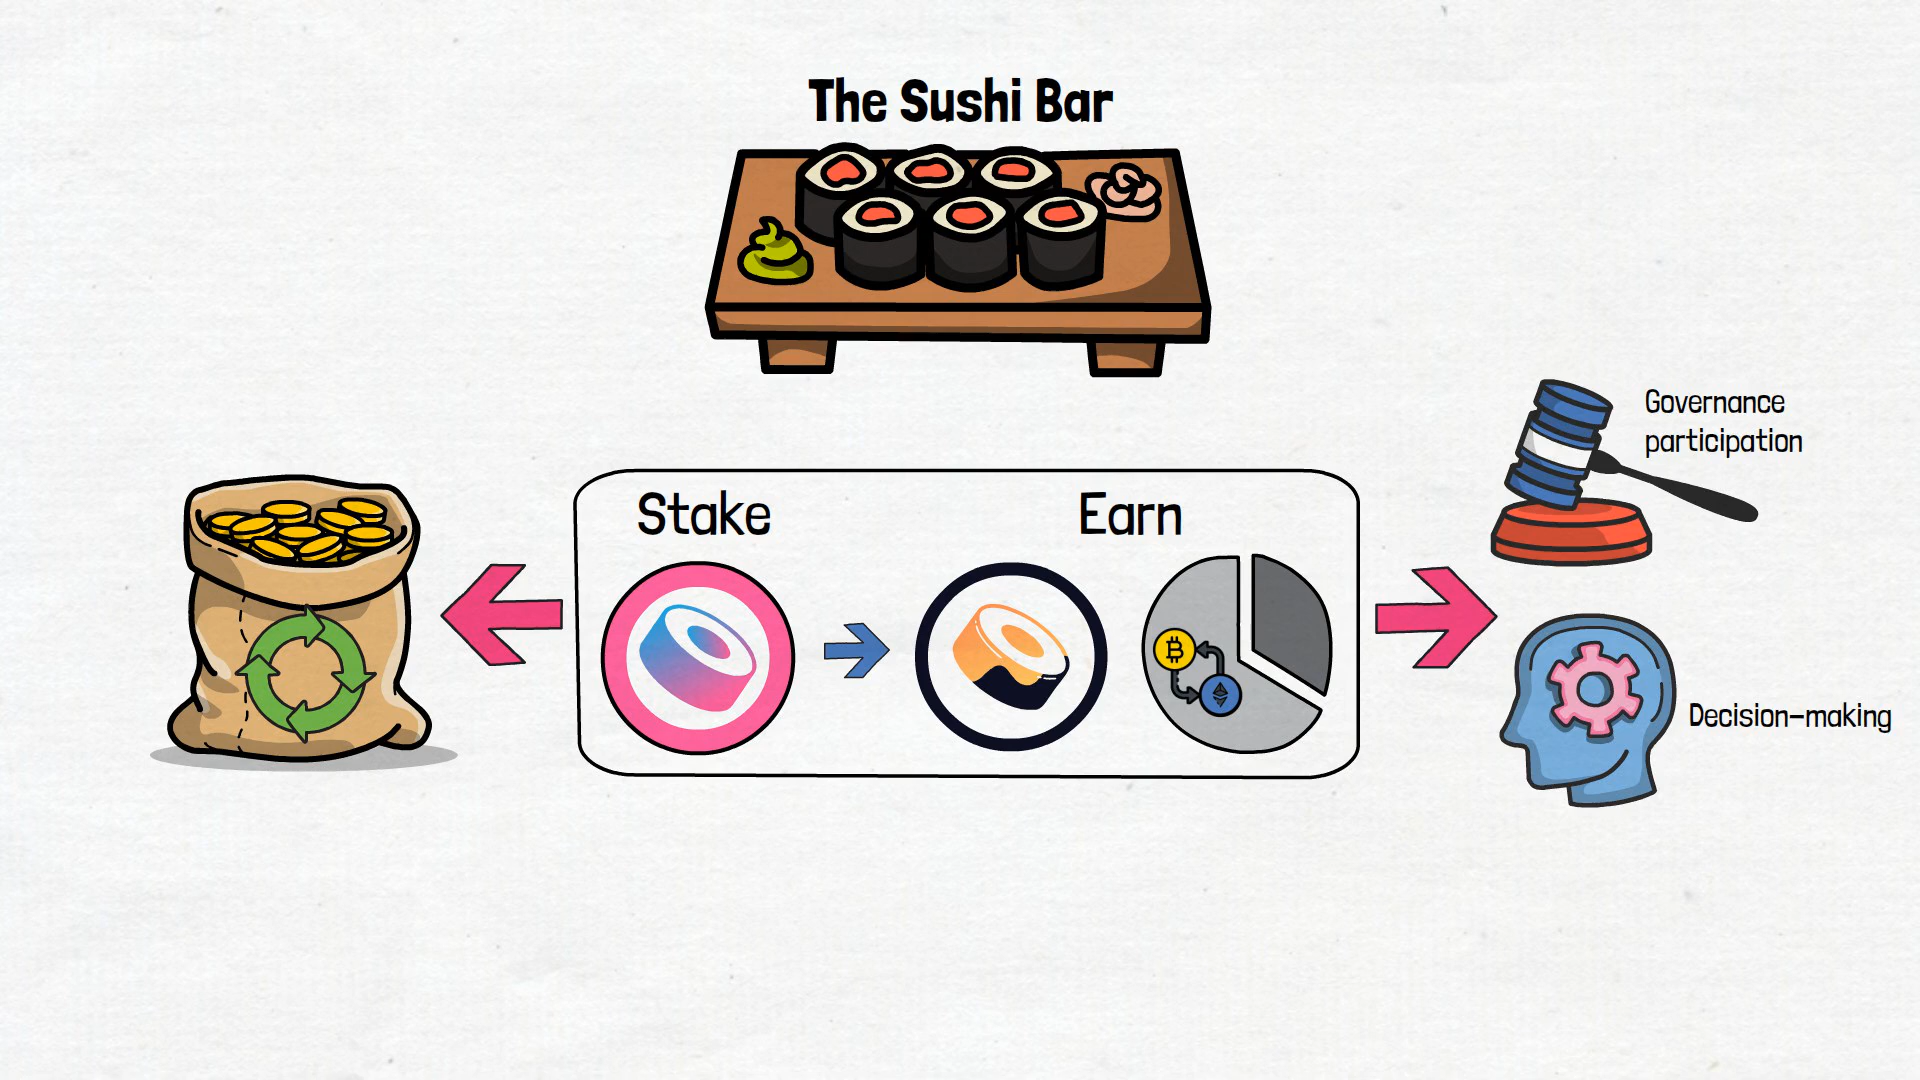 The Sushi Bar
Governance
participation
Stake
Earn
Decision-making